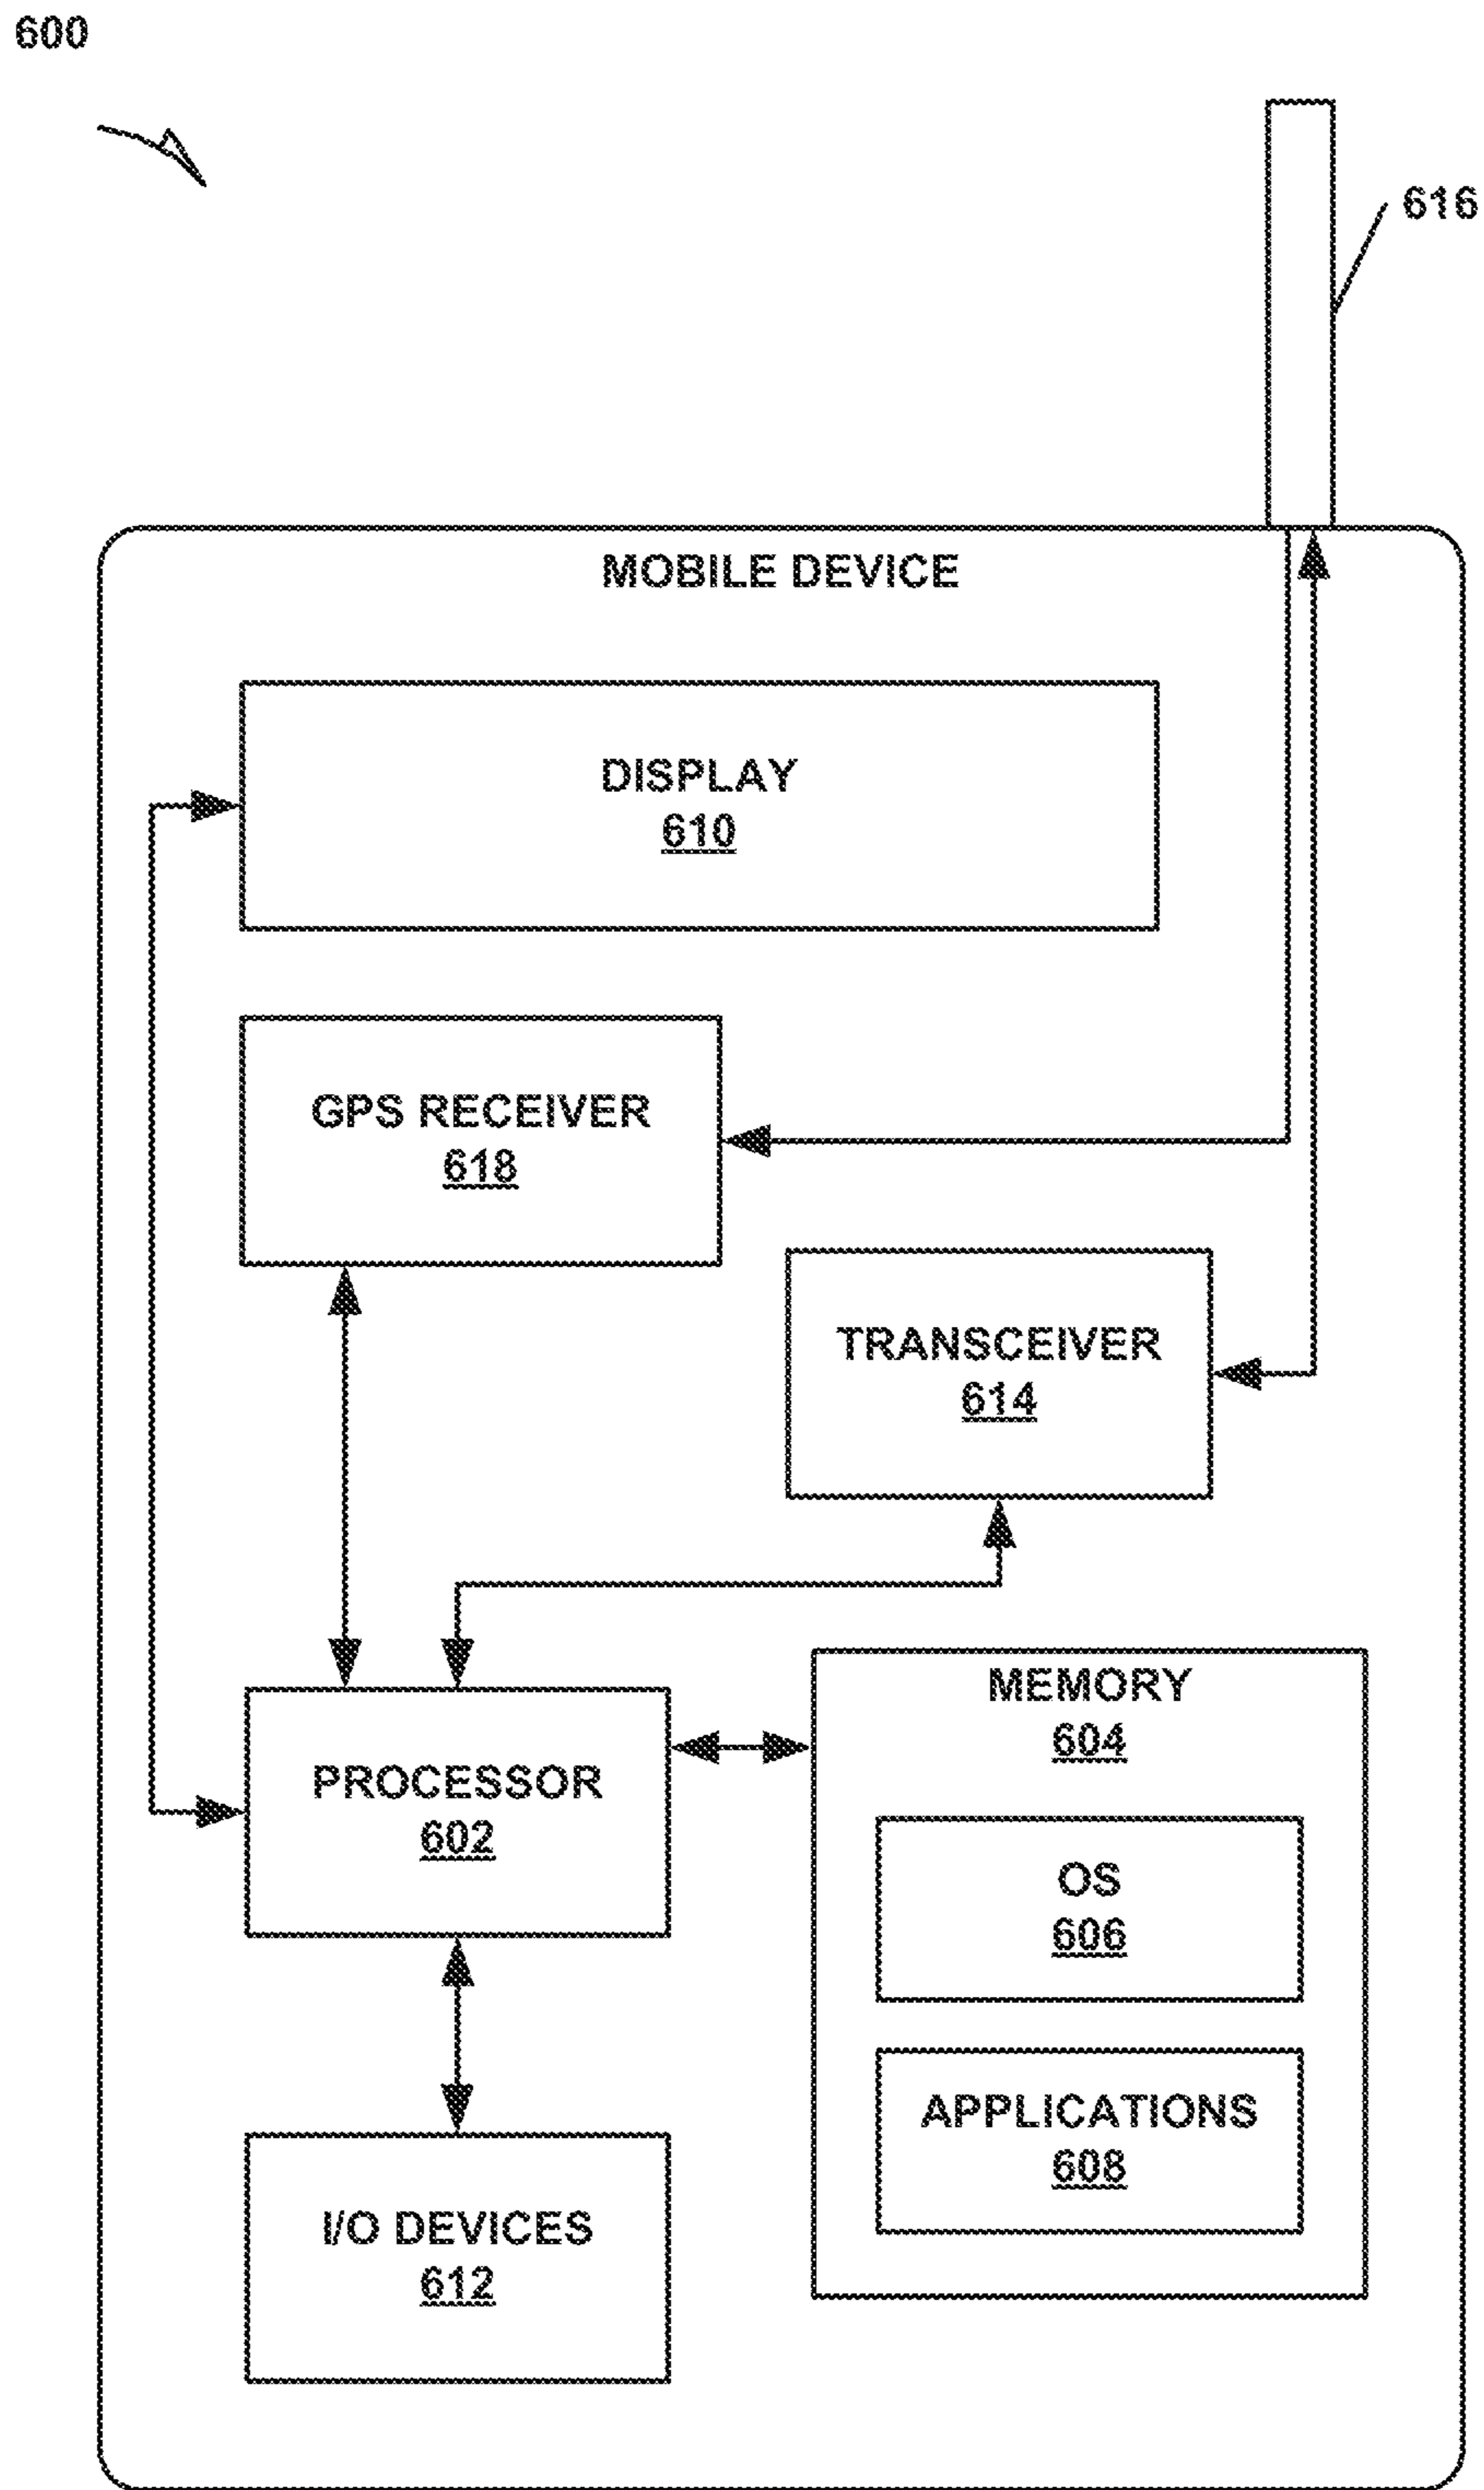 600
616
MOBILE DEVICE
DISPLAY
610
GPS RECEIVER
618
TRANSCEIVER
614
MEMORY
604
PROCESSOR
602
OS
606
APPLICATIONS
608
I/O DEVICES
612